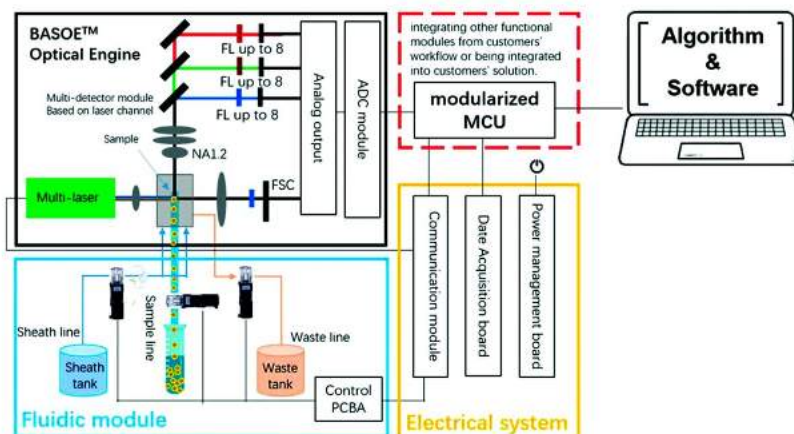 BASOE™
Optical Engine
FL up to 8
FL up to 8
FL up to 8
Multi-detector module
Based on laser channel
Sample
NA1.2
Multi-laser
FSC
Analog output
ADC module
integrating other functional
modules from customers'
workflow or being integrated
into customers' solution.
modularized
MCU
Algorithm
&
Software
Communication module
Date Acquisition board
Power management board
Sheath line
Sample line
Waste line
Sheath
tank
Waste
tank
Control
PCBA
Fluidic module
Electrical system